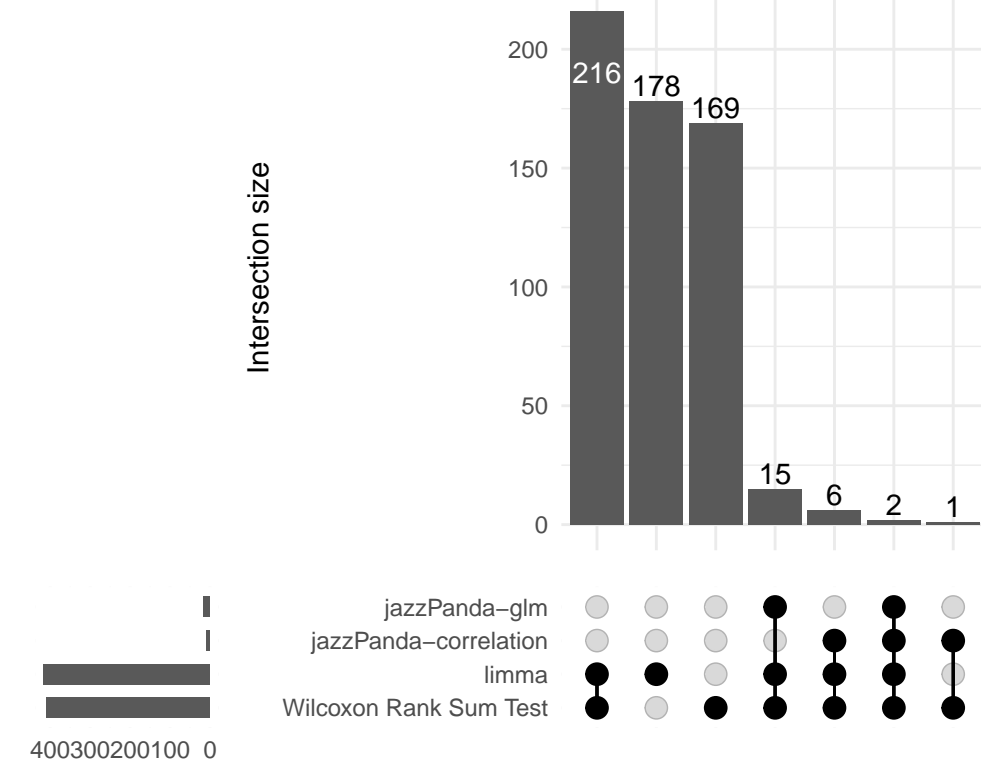 Intersection size
200
150
100
50
0
216
178
169
15
6
2
1
jazzPanda−glm
jazzPanda−correlation
limma
Wilcoxon Rank Sum Test
400300200100 0